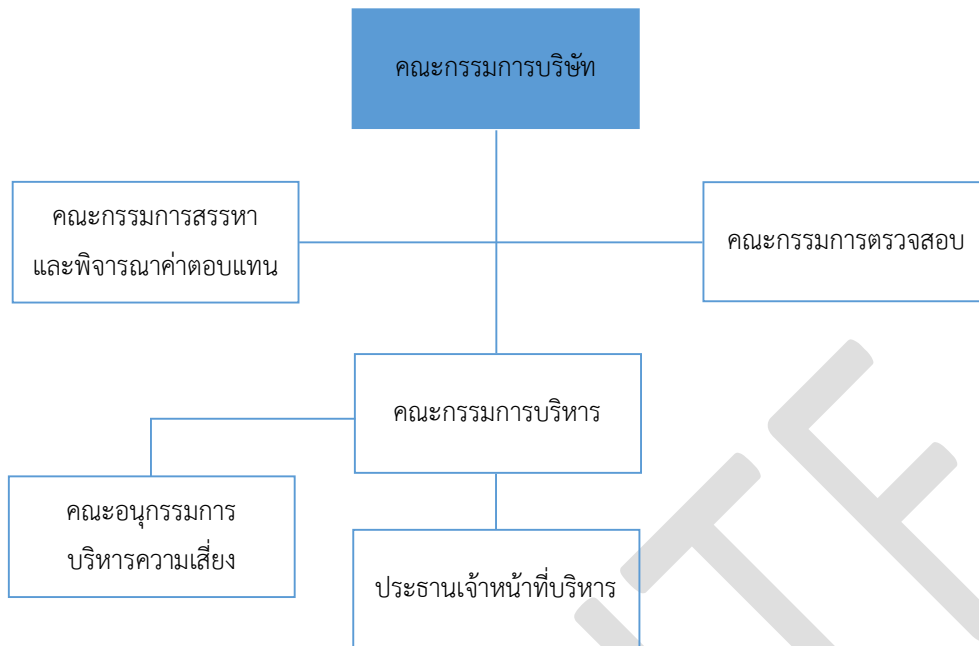 คณะกรรมการบริษัท
คณะกรรมการสรรหา
และพิจารณาค่าตอบแทน
คณะกรรมการตรวจสอบ
คณะกรรมการบริหาร
คณะอนุกรรมการ
บริหารความเสี่ยง
ประธานเจ้าหน้าที่บริหาร